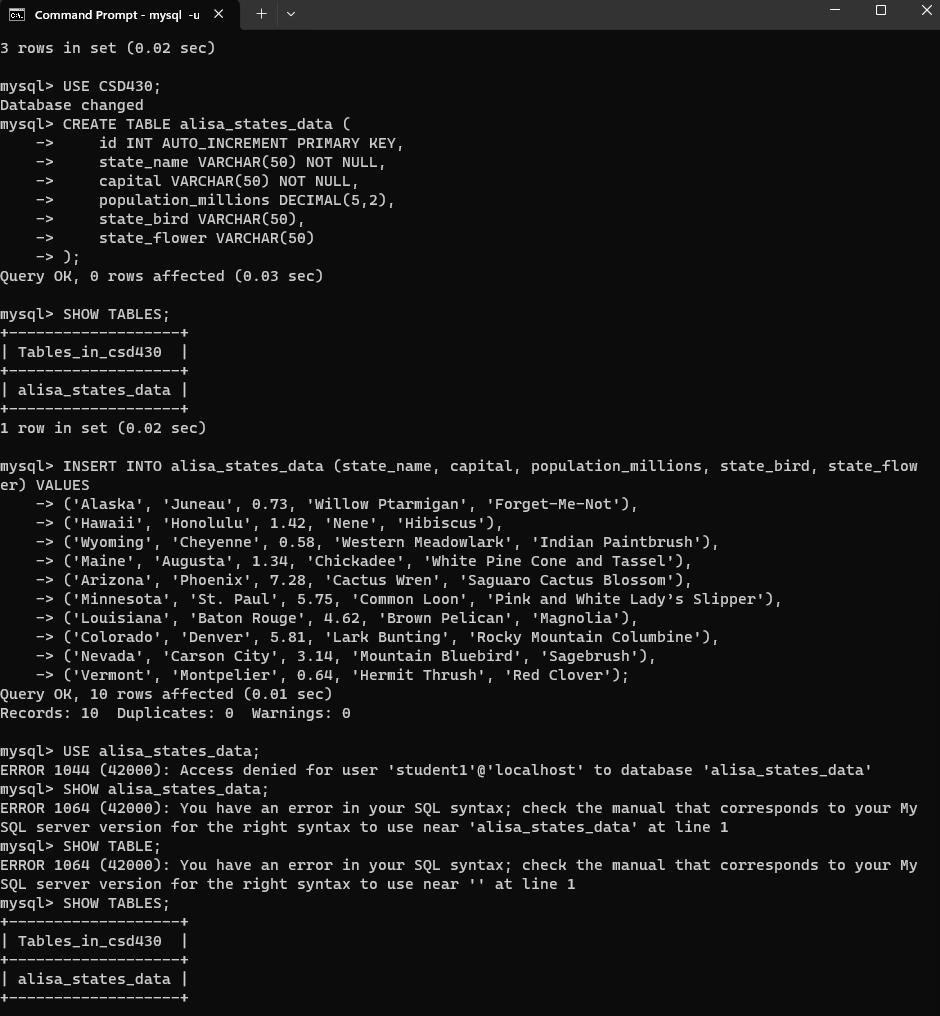 Command Prompt - mysql -u
3 rows in set (0.02 sec)
mysql> USE CSD430;
Database changed
mysql> CREATE TABLE alisa_states_data (
    ->     id INT AUTO_INCREMENT PRIMARY KEY,
    ->     state_name VARCHAR(50) NOT NULL,
    ->     capital VARCHAR(50) NOT NULL,
    ->     population_millions DECIMAL(5,2),
    ->     state_bird VARCHAR(50),
    ->     state_flower VARCHAR(50)
    -> );
Query OK, 0 rows affected (0.03 sec)
mysql> SHOW TABLES;
+-------------------+
| Tables_in_csd430  |
+-------------------+
| alisa_states_data |
+-------------------+
1 row in set (0.02 sec)
mysql> INSERT INTO alisa_states_data (state_name, capital, population_millions, state_bird, state_flow
er) VALUES
    -> ('Alaska', 'Juneau', 0.73, 'Willow Ptarmigan', 'Forget-Me-Not'),
    -> ('Hawaii', 'Honolulu', 1.42, 'Nene', 'Hibiscus'),
    -> ('Wyoming', 'Cheyenne', 0.58, 'Western Meadowlark', 'Indian Paintbrush'),
    -> ('Maine', 'Augusta', 1.34, 'Chickadee', 'White Pine Cone and Tassel'),
    -> ('Arizona', 'Phoenix', 7.28, 'Cactus Wren', 'Saguaro Cactus Blossom'),
    -> ('Minnesota', 'St. Paul', 5.75, 'Common Loon', 'Pink and White Lady’s Slipper'),
    -> ('Louisiana', 'Baton Rouge', 4.62, 'Brown Pelican', 'Magnolia'),
    -> ('Colorado', 'Denver', 5.81, 'Lark Bunting', 'Rocky Mountain Columbine'),
    -> ('Nevada', 'Carson City', 3.14, 'Mountain Bluebird', 'Sagebrush'),
    -> ('Vermont', 'Montpelier', 0.64, 'Hermit Thrush', 'Red Clover');
Query OK, 10 rows affected (0.01 sec)
Records: 10  Duplicates: 0  Warnings: 0
mysql> USE alisa_states_data;
ERROR 1044 (42000): Access denied for user 'student1'@'localhost' to database 'alisa_states_data'
mysql> SHOW alisa_states_data;
ERROR 1064 (42000): You have an error in your SQL syntax; check the manual that corresponds to your My
SQL server version for the right syntax to use near 'alisa_states_data' at line 1
mysql> SHOW TABLE;
ERROR 1064 (42000): You have an error in your SQL syntax; check the manual that corresponds to your My
SQL server version for the right syntax to use near '' at line 1
mysql> SHOW TABLES;
+-------------------+
| Tables_in_csd430  |
+-------------------+
| alisa_states_data |
+-------------------+